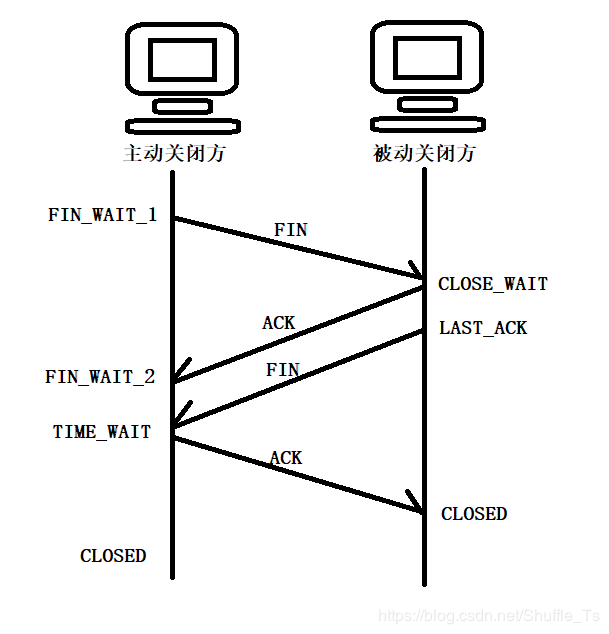 主动关闭方
被动关闭方
FIN_WAIT_1
FIN
CLOSE_WAIT
ACK
LAST_ACK
FIN_WAIT_2
FIN
TIME_WAIT
ACK
CLOSED
CLOSED
https://blog.csdn.net/Shuffle_Ts